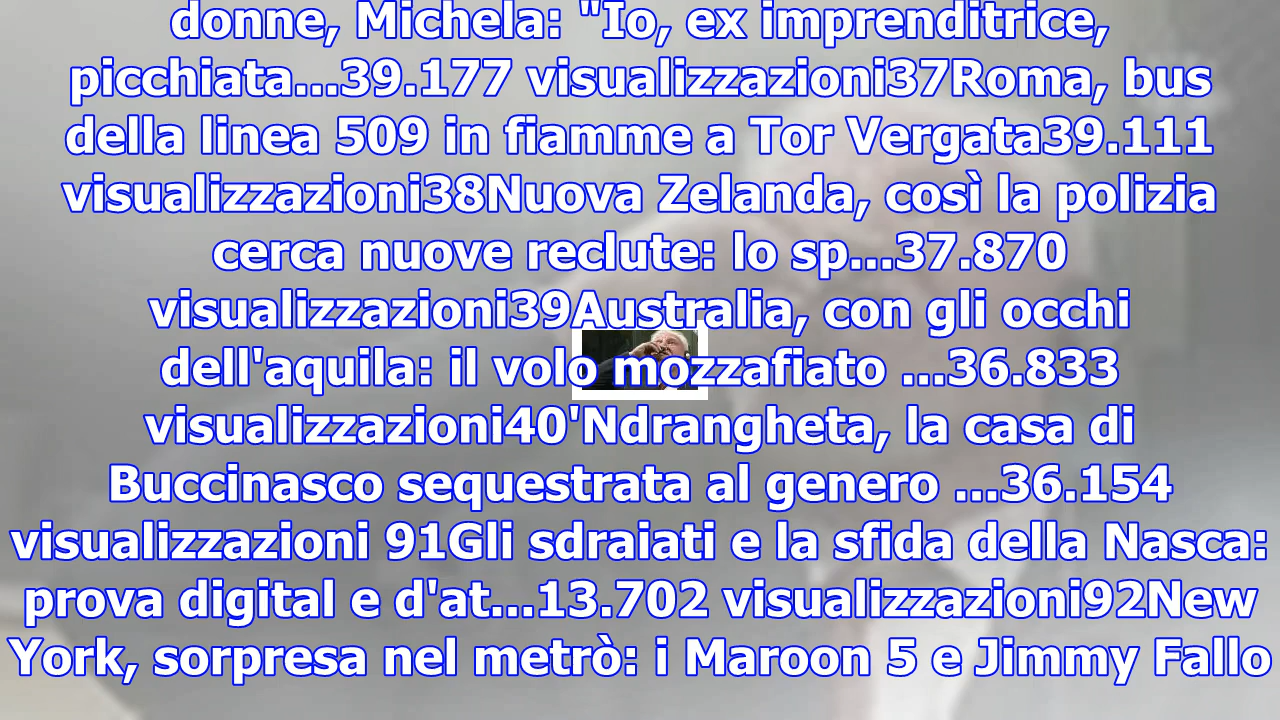 donne, Michela: "Io, ex imprenditrice,
picchiata...39.177 visualizzazioni37Roma, bus
della linea 509 in fiamme a Tor Vergata39.111
visualizzazioni38Nuova Zelanda, così la polizia
cerca nuove reclute: lo sp...37.870
visualizzazioni39Australia, con gli occhi
dell'aquila: il volo mozzafiato ...36.833
visualizzazioni40'Ndrangheta, la casa di
Buccinasco sequestrata al genero ...36.154
visualizzazioni 91Gli sdraiati e la sfida della Nasca:
prova digital e d'at...13.702 visualizzazioni92New
York, sorpresa nel metrò: i Maroon 5 e Jimmy Fallo